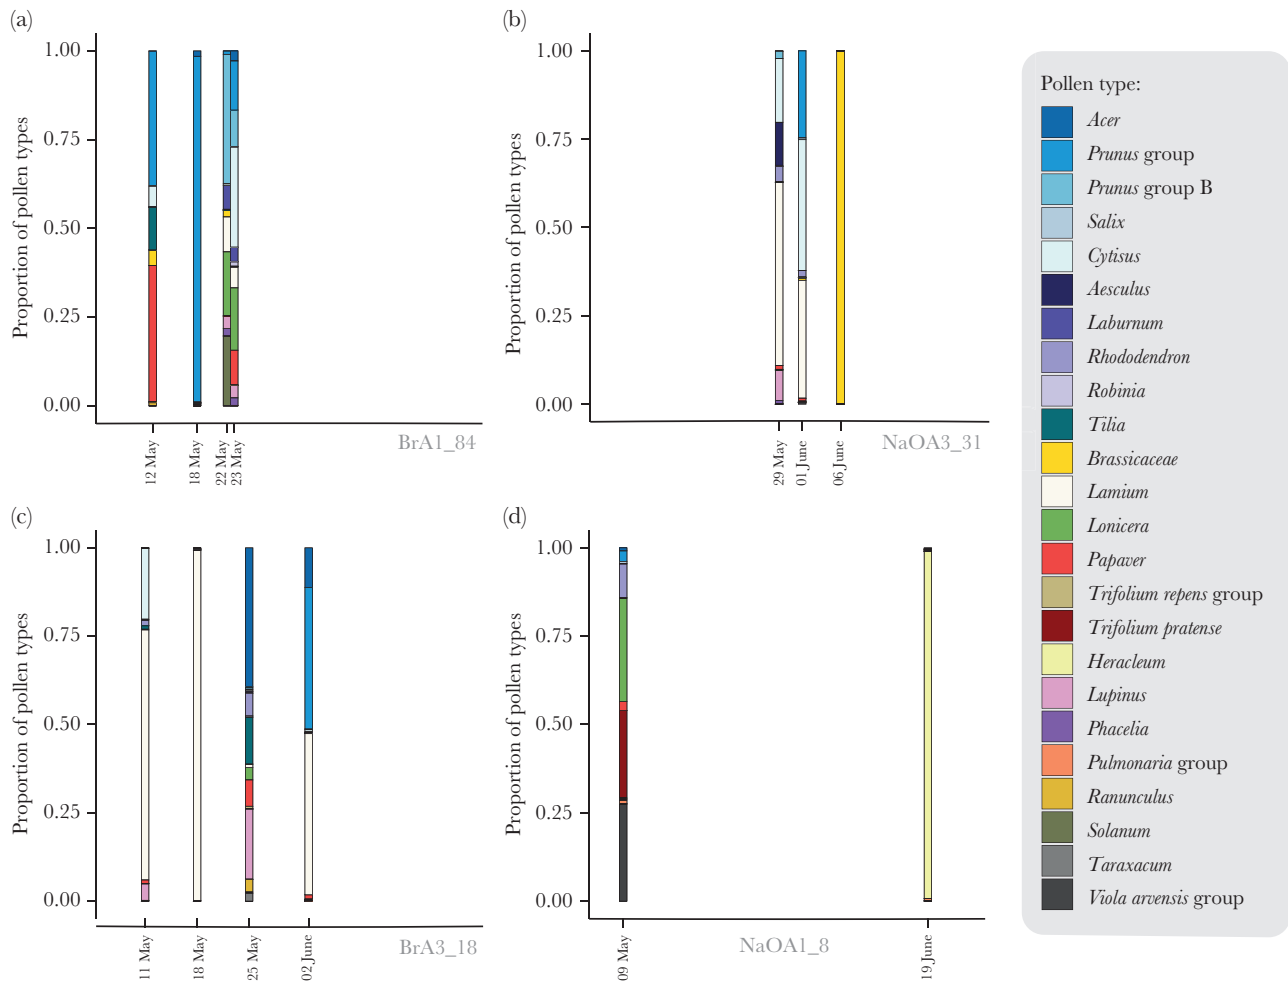 (a)
1.00
0.75
0.50
0.25
0.00
Proportion of pollen types
12 May
18 May
22 May
23 May
BrA1_84
(b)
1.00
0.75
0.50
0.25
0.00
Proportion of pollen types
29 May
01 June
06 June
NaOA3_31
(c)
1.00
0.75
0.50
0.25
0.00
Proportion of pollen types
11 May
18 May
25 May
02 June
BrA3_18
(d)
1.00
0.75
0.50
0.25
0.00
Proportion of pollen types
09 May
19 June
NaOA1_8
Pollen type:
Acer
Prunus group
Prunus group B
Salix
Cytisus
Aesculus
Laburnum
Rhododendron
Robinia
Tilia
Brassicaceae
Lamium
Lonicera
Papaver
Trifolium repens group
Trifolium pratense
Heracleum
Lupinus
Phacelia
Pulmonaria group
Ranunculus
Solanum
Taraxacum
Viola arvensis group